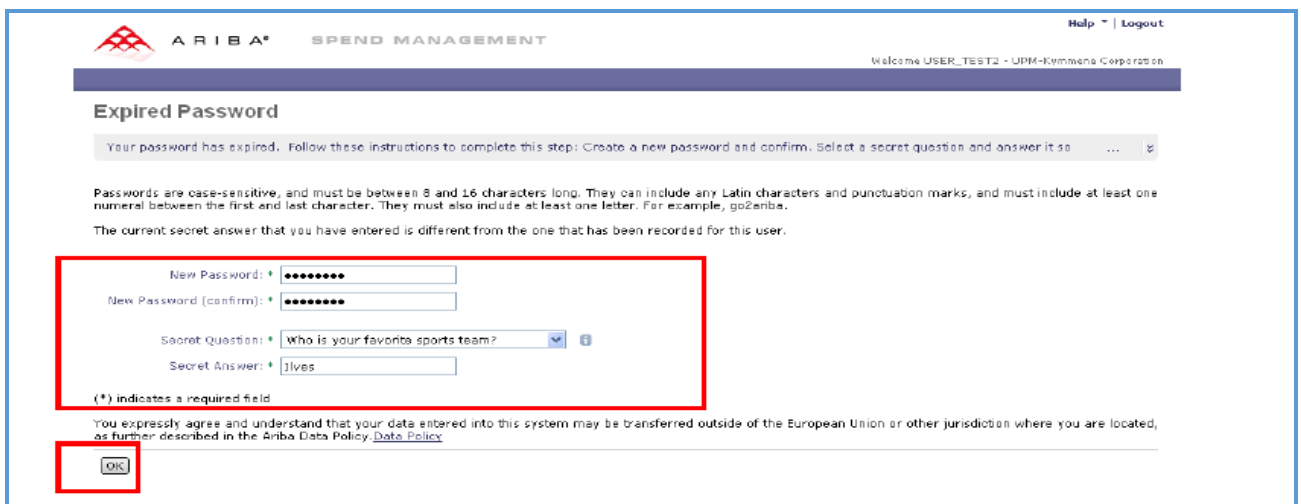 Help | Logout
ARIBA® SPEND MANAGEMENT
Welcome USER_TEST2 - UPM-Kymmene Corporation
Expired Password
Your password has expired. Follow these instructions to complete this step: Create a new password and confirm. Select a secret question and answer it so ...
Passwords are case-sensitive, and must be between 8 and 16 characters long. They can include any Latin characters and punctuation marks, and must include at least one
numeral between the first and last character. They must also include at least one letter. For example, go2ariba.
The current secret answer that you have entered is different from the one that has been recorded for this user.
New Password: * ••••••••
New Password (confirm): * ••••••••
Secret Question: * Who is your favorite sports team?
Secret Answer: * Ilves
(*) indicates a required field
You expressly agree and understand that your data entered into this system may be transferred outside of the European Union or other jurisdiction where you are located,
as further described in the Ariba Data Policy. Data Policy
OK